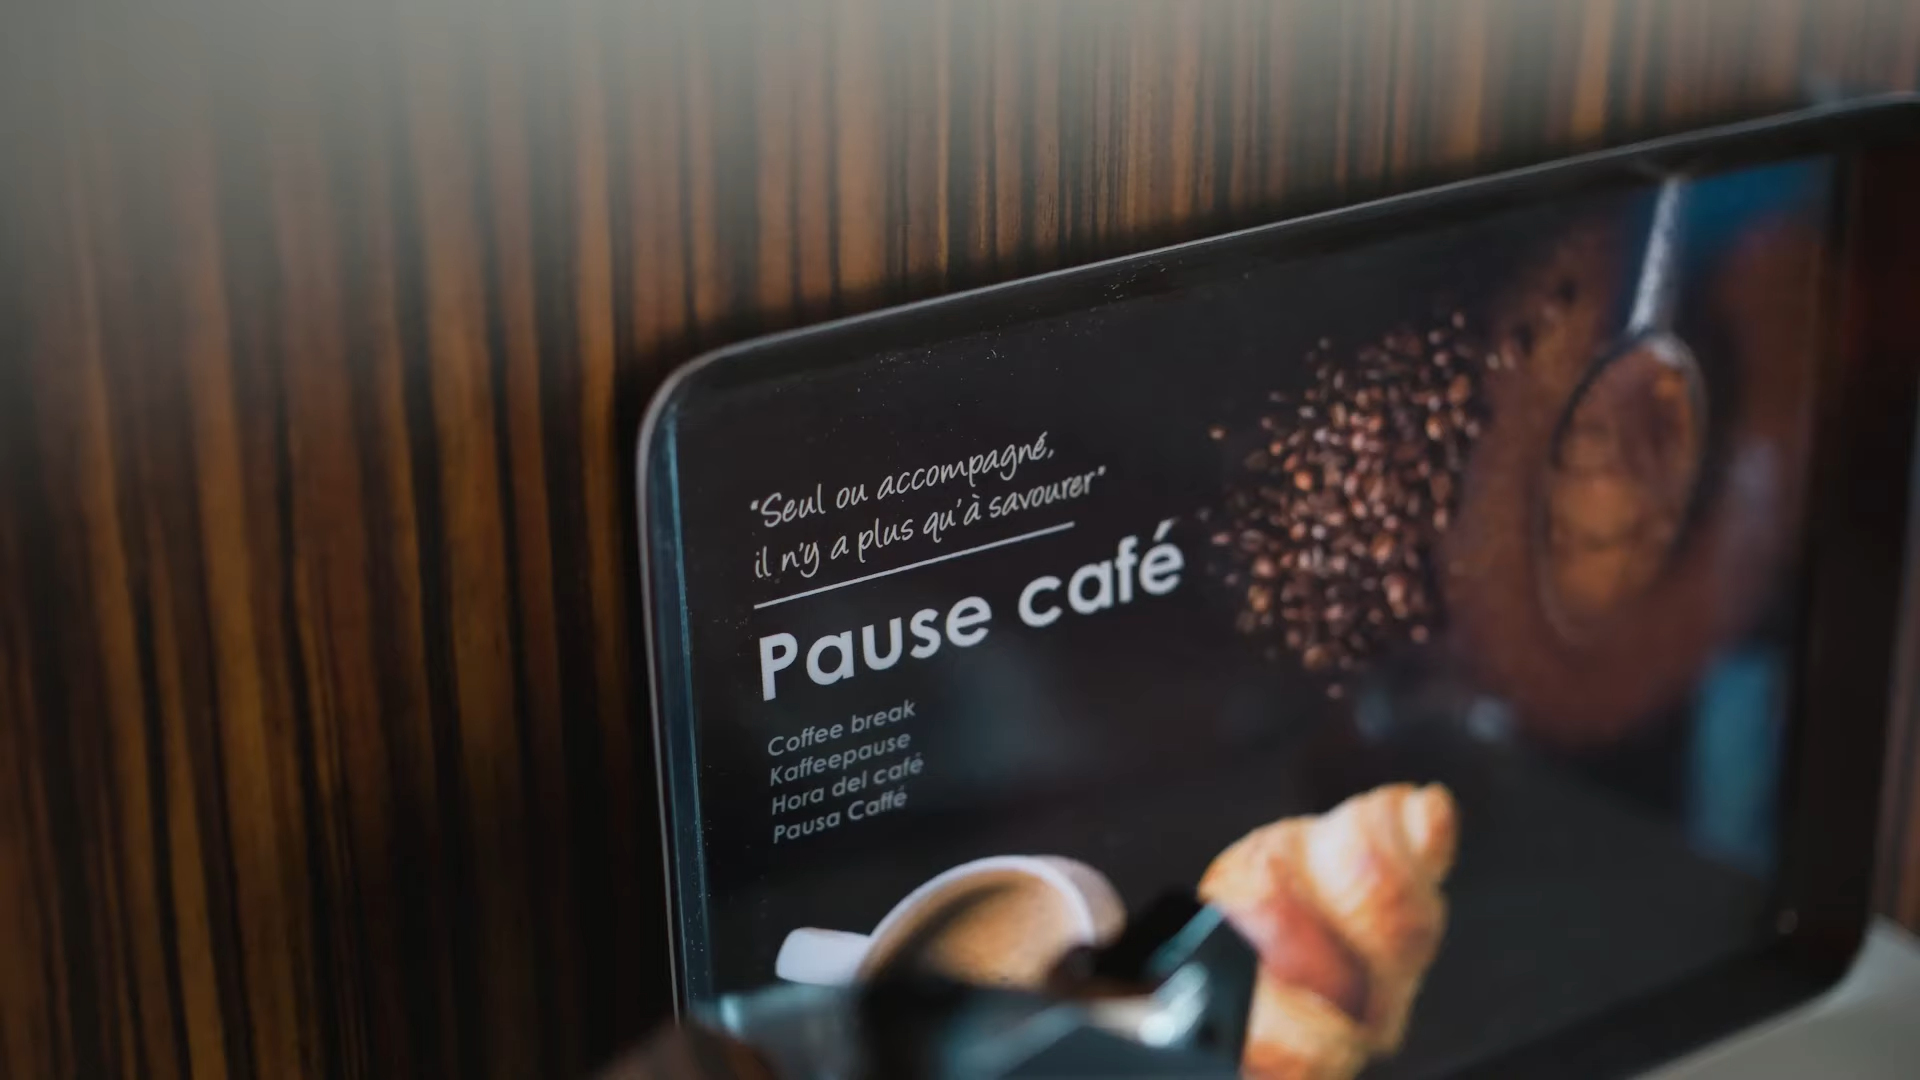 "Seul ou accompagné,
il n'y a plus qu'à savourer"
Pause café
Coffee break
Kaffeepause
Hora del café
Pausa Caffé